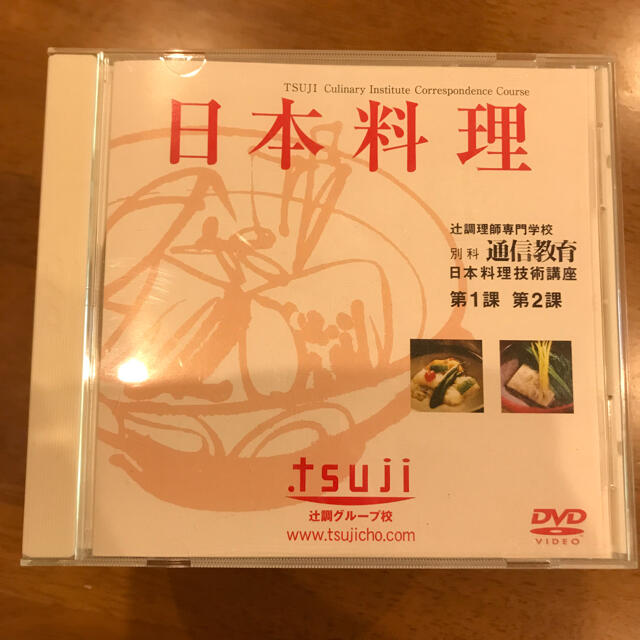 TSUJI Culinary Institute Correspondence Course
日本料理
辻調理師専門学校
別科 通信教育
日本料理技術講座
第1課 第2課
.tsuji
辻調グループ校
www.tsujicho.com
DVD
VIDEO